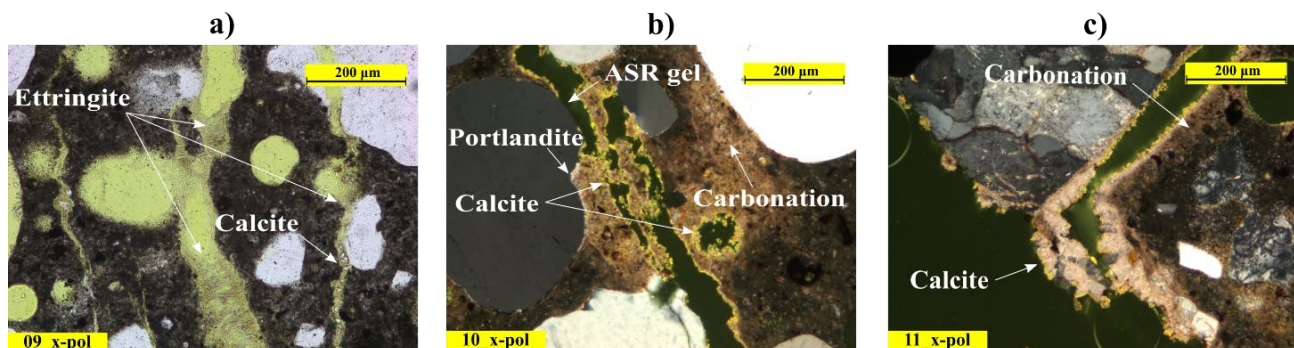 a)
200 µm
Ettringite
Calcite
09 x-pol
b)
ASR gel
200 µm
Portlandite
Calcite
Carbonation
10 x-pol
c)
Carbonation
200 µm
Calcite
11 x-pol